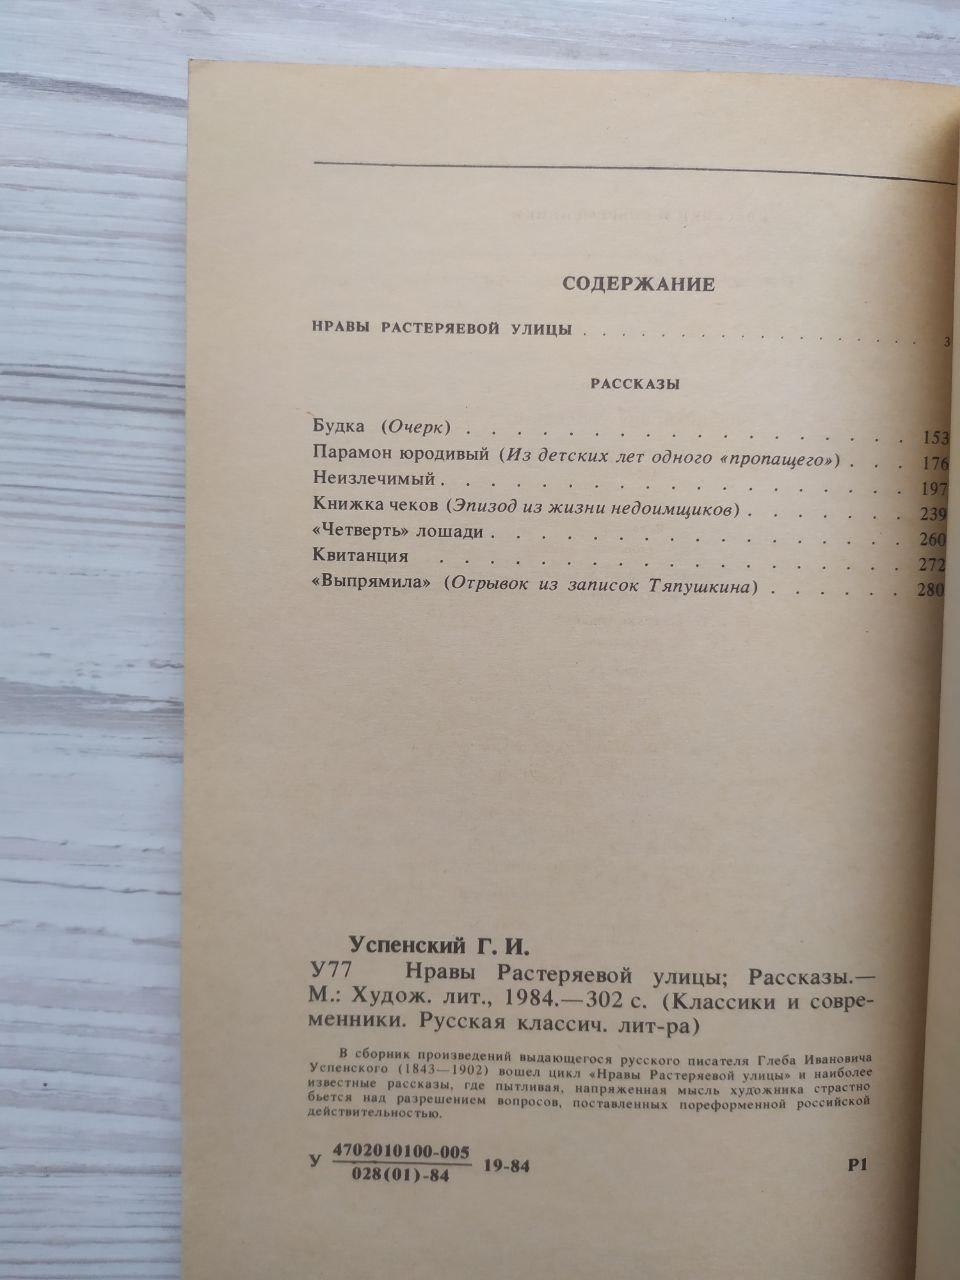 СОДЕРЖАНИЕ
НРАВЫ РАСТЕРЯЕВОЙ УЛИЦЫ . . . . . . . . . . . . . . 3
РАССКАЗЫ
Будка (Очерк) . . . . . . . . . . . . . . . . . . 153
Парамон юродивый (Из детских лет одного «пропащего») . . . 176
Неизлечимый . . . . . . . . . . . . . . . . . . . 197
Книжка чеков (Эпизод из жизни недоимщиков) . . . . . . . 239
«Четверть» лошади . . . . . . . . . . . . . . . . . 260
Квитанция . . . . . . . . . . . . . . . . . . . 272
«Выпрямила» (Отрывок из записок Тяпушкина) . . . . . . 280
Успенский Г. И.
У77 Нравы Растеряевой улицы; Рассказы.—
М.: Худож. лит., 1984.—302 с. (Классики и совре-
менники. Русская классич. лит-ра)
В сборник произведений выдающегося русского писателя Глеба Ивановича
Успенского (1843—1902) вошел цикл «Нравы Растеряевой улицы» и наиболее
известные рассказы, где пытливая, напряженная мысль художника страстно
бьется над разрешением вопросов, поставленных пореформенной российской
действительностью.
У 4702010100-005 19-84 Р1
028(01)-84